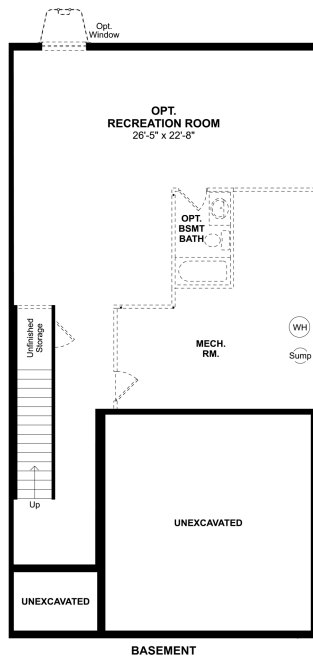 Opt.
Window
OPT.
RECREATION ROOM
26'-5" x 22'-8"
OPT.
BSMT
BATH
Unfinished
Storage
MECH.
RM.
WH
Sump
Up
UNEXCAVATED
UNEXCAVATED
BASEMENT